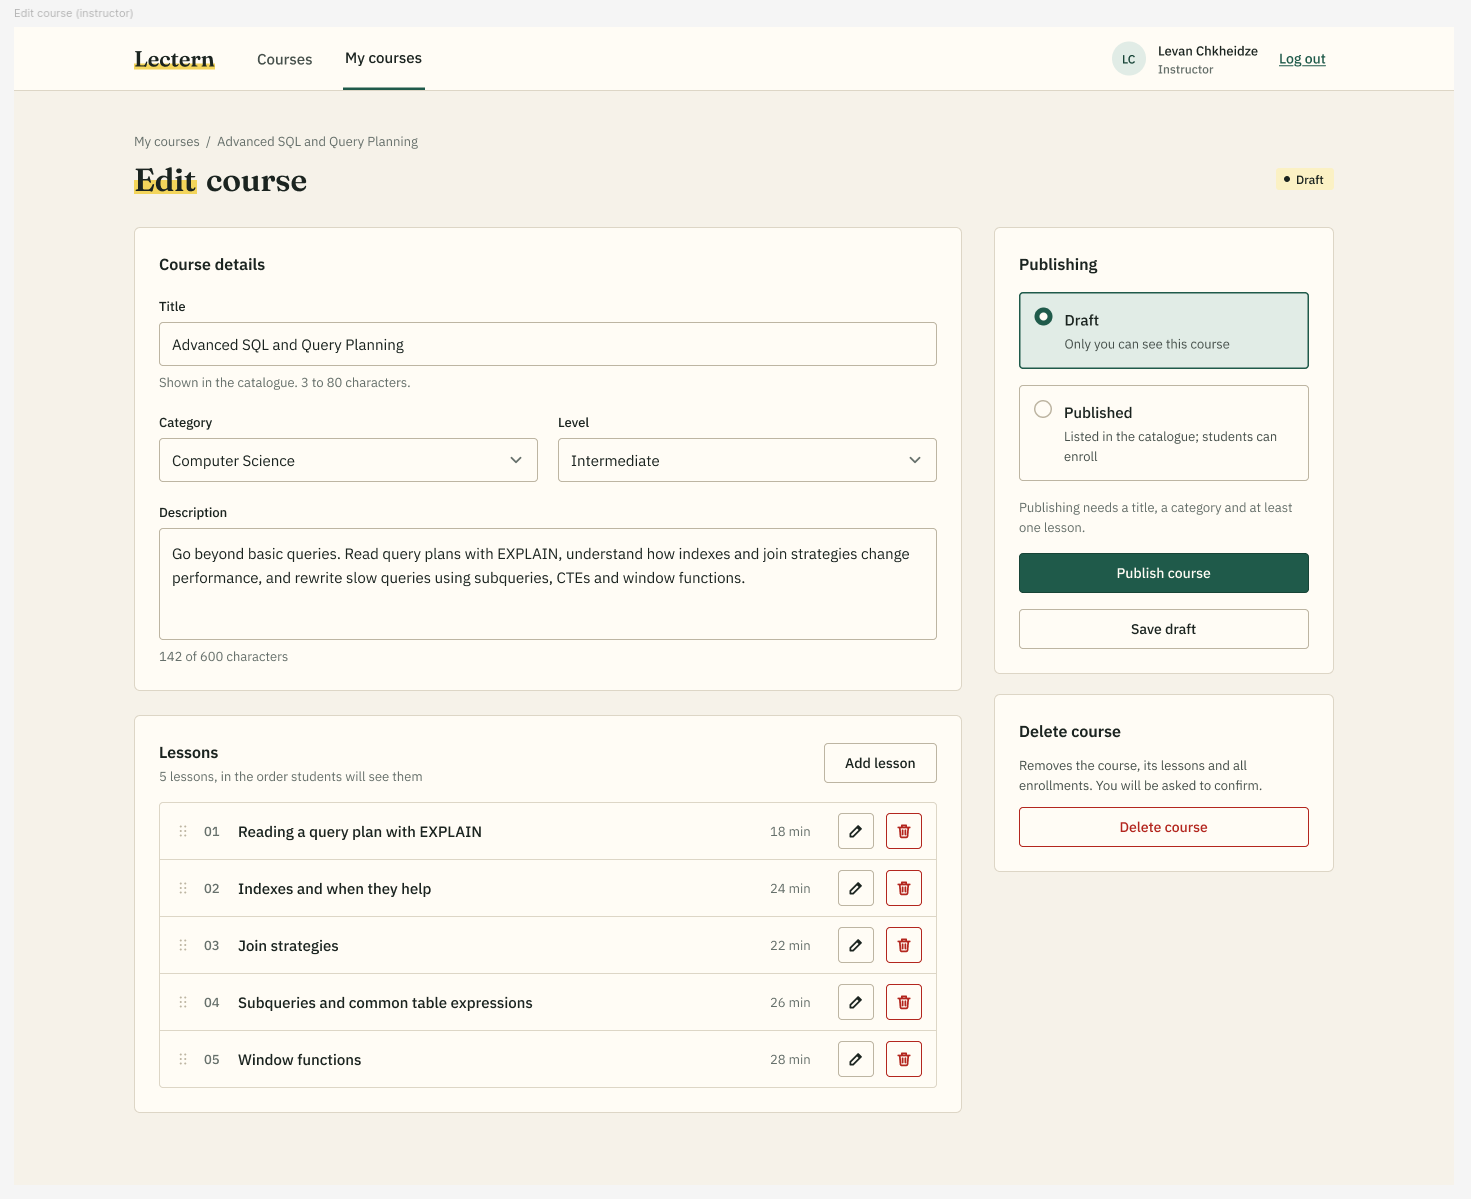 Edit course (instructor)
Lectern
Courses
My courses
LC
Levan Chkheidze
Instructor
Log out
My courses / Advanced SQL and Query Planning
Edit course
Draft
Course details
Title
Advanced SQL and Query Planning
Shown in the catalogue. 3 to 80 characters.
Category
Level
Computer Science
Intermediate
Description
Go beyond basic queries. Read query plans with EXPLAIN, understand how indexes and join strategies change
performance, and rewrite slow queries using subqueries, CTEs and window functions.
142 of 600 characters
Lessons
5 lessons, in the order students will see them
Add lesson
01 Reading a query plan with EXPLAIN 18 min
02 Indexes and when they help 24 min
03 Join strategies 22 min
04 Subqueries and common table expressions 26 min
05 Window functions 28 min
Publishing
Draft
Only you can see this course
Published
Listed in the catalogue; students can
enroll
Publishing needs a title, a category and at least
one lesson.
Publish course
Save draft
Delete course
Removes the course, its lessons and all
enrollments. You will be asked to confirm.
Delete course